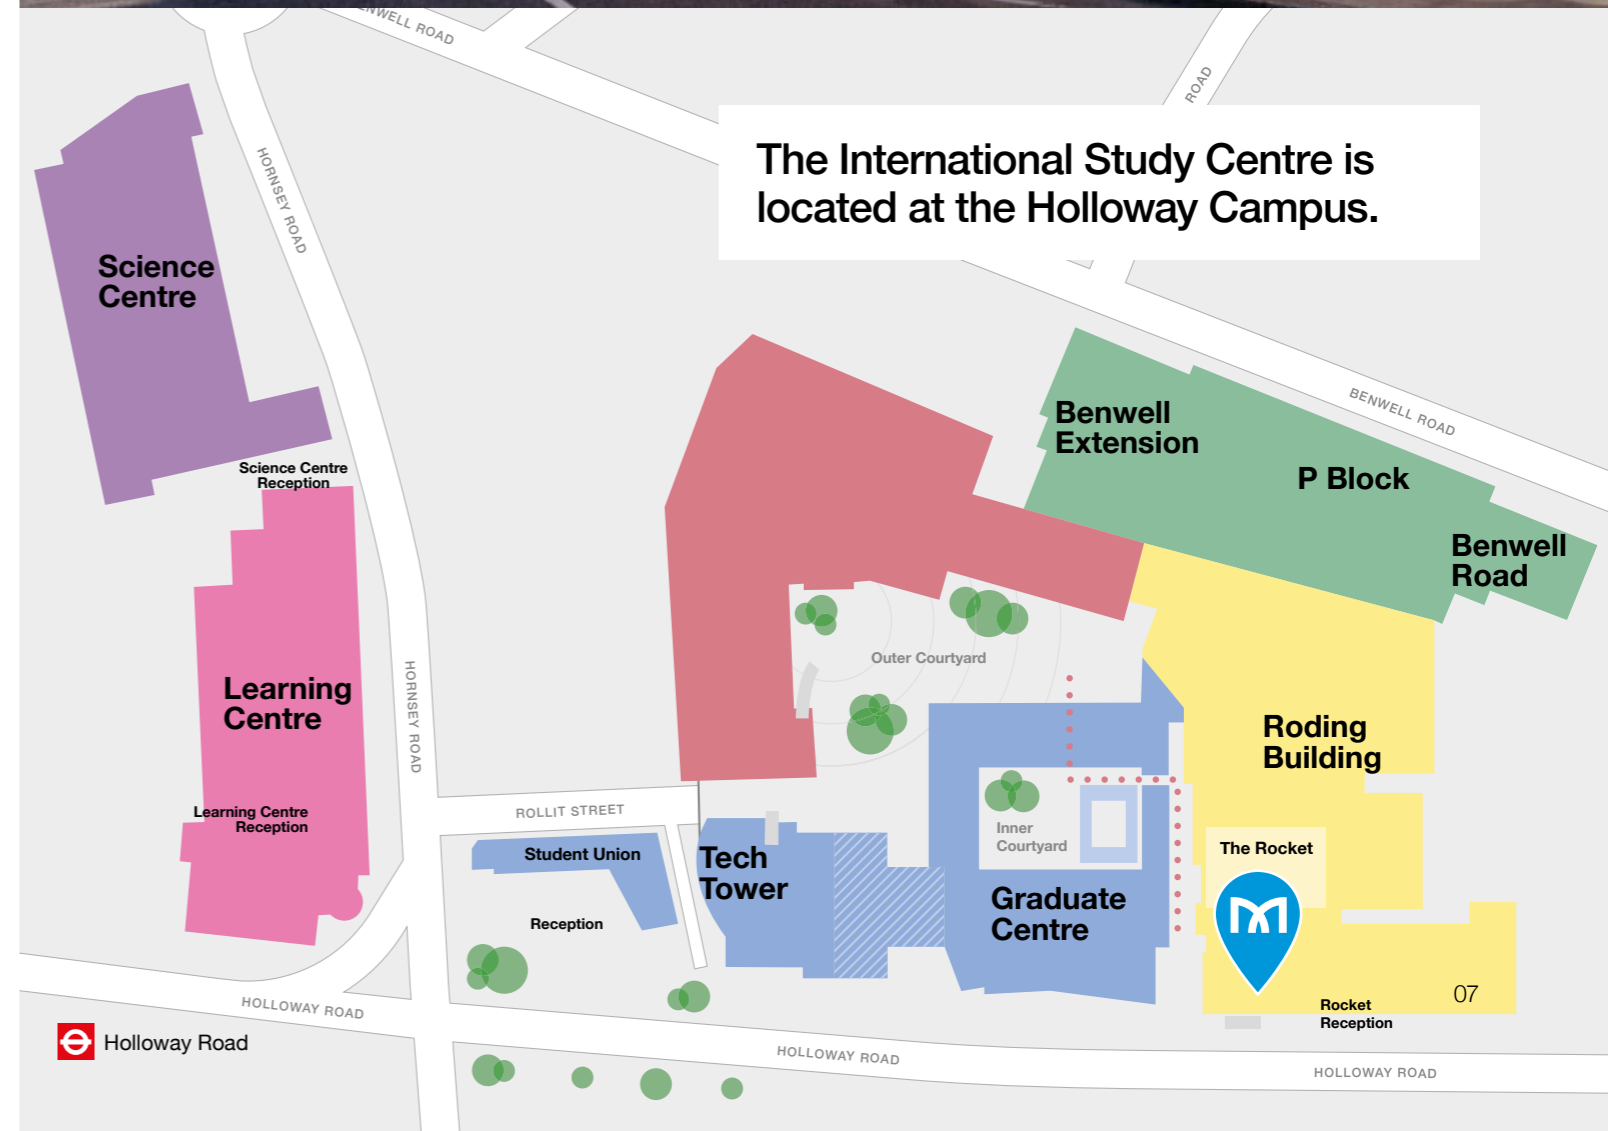 ENWELL ROAD
ROAD
The International Study Centre is
located at the Holloway Campus.
HORNSEY ROAD
Science
Centre
BENWELL ROAD
Benwell
Extension
P Block
Science Centre
Reception
Benwell
Road
Outer Courtyard
HORNSEY ROAD
Learning
Centre
Roding
Building
Learning Centre
Reception
ROLLIT STREET
Student Union
Tech
Tower
Inner
Courtyard
The Rocket
Graduate
Centre
Reception
07
Rocket
Reception
HOLLOWAY ROAD
Holloway Road
HOLLOWAY ROAD
HOLLOWAY ROAD